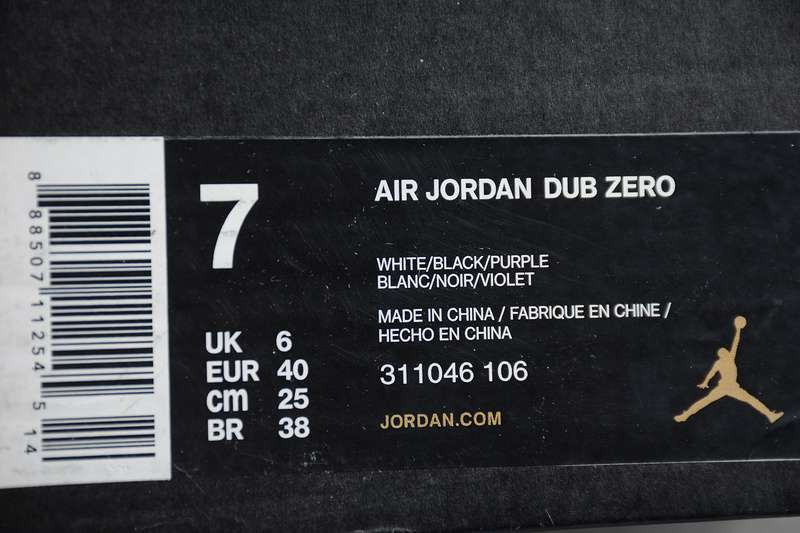 8 88507 11254 5 14
7
UK 6
EUR 40
cm 25
BR 38
AIR JORDAN DUB ZERO
WHITE/BLACK/PURPLE
BLANC/NOIR/VIOLET
MADE IN CHINA / FABRIQUE EN CHINE /
HECHO EN CHINA
311046 106
JORDAN.COM